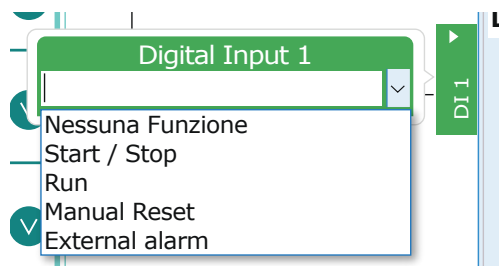 Digital Input 1
DI 1
Nessuna Funzione
Start / Stop
Run
Manual Reset
External alarm